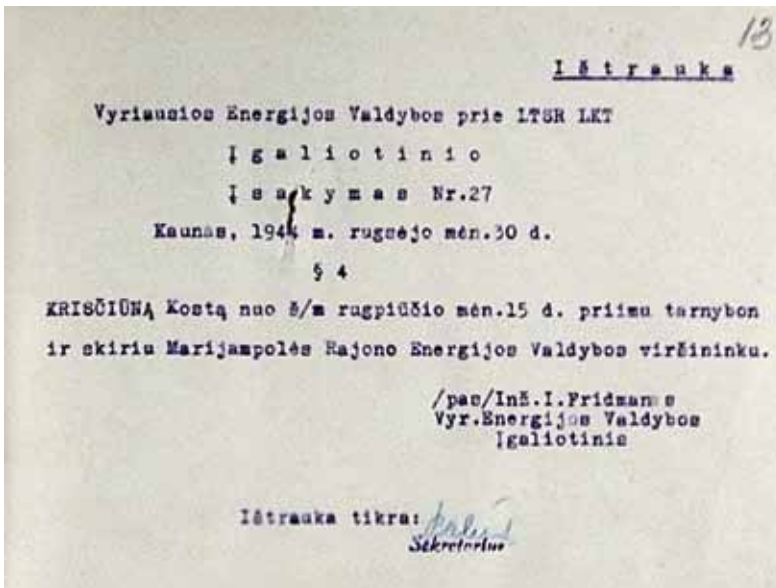 13
Ištrauka
Vyriausios Energijos Valdybos prie LTSR LKT
Įgaliotinio
Įsakymas Nr.27
Kaunas, 1944 m. rugsėjo mėn.30 d.
§ 4
KRISČIŪNĄ Kostą nuo š/m rugpiūčio mėn.15 d. priimu tarnybon
ir skiriu Marijampolės Rajono Energijos Valdybos viršininku.
/pas/Inž.I.Fridmanas
Vyr.Energijos Valdybos
Įgaliotinis
Ištrauka tikra:
Sekretorius